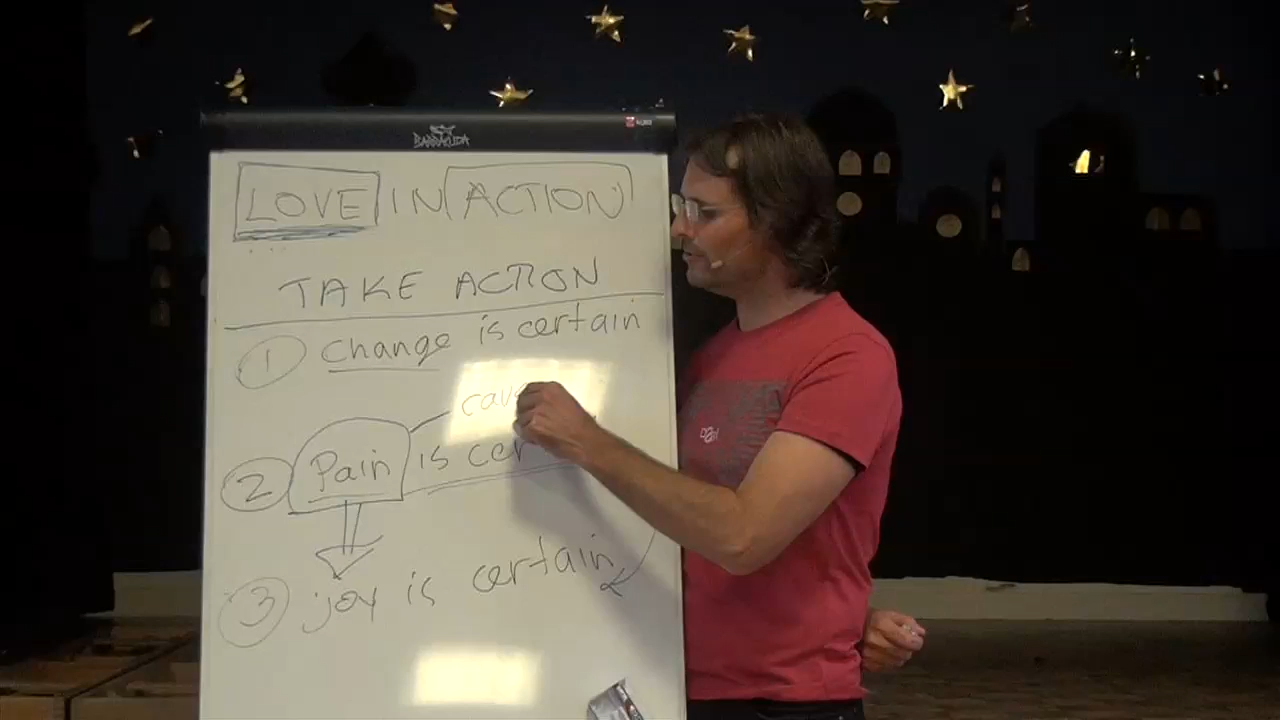 BARRACUDA
LOVE IN ACTION
TAKE ACTION
1 change is certain
2 Pain is
3 joy is certain